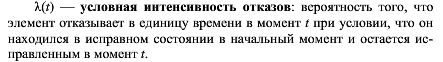 λ(t) — условная интенсивность отказов: вероятность того, что
элемент отказывает в единицу времени в момент t при условии, что он
находился в исправном состоянии в начальный момент и остается ис-
правленным в момент t.